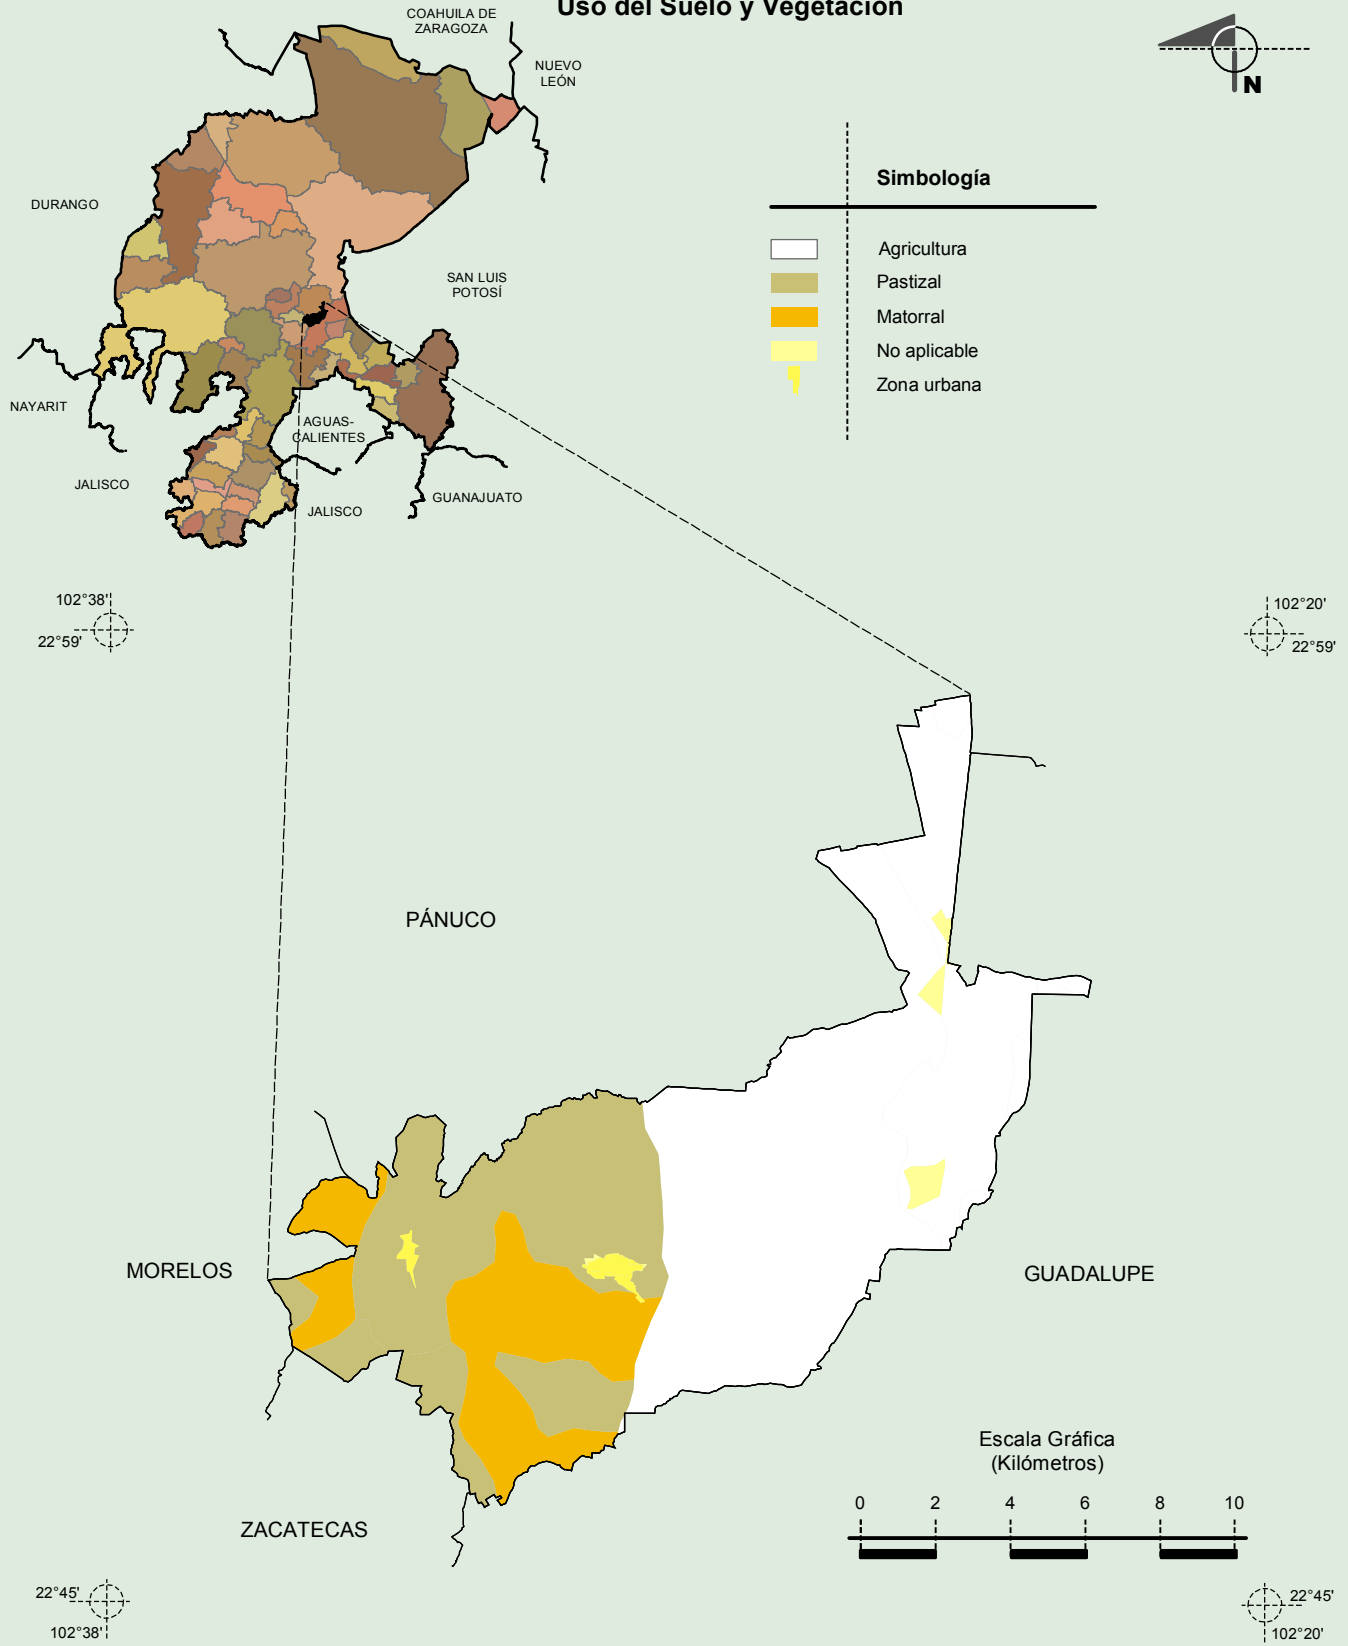 Uso del Suelo y Vegetación
COAHUILA DE
ZARAGOZA
NUEVO
LEÓN
N
DURANGO
SAN LUIS
POTOSÍ
NAYARIT
AGUAS-
CALIENTES
JALISCO
JALISCO
GUANAJUATO
Simbología
Agricultura
Pastizal
Matorral
No aplicable
Zona urbana
102°38'
22°59'
102°20'
22°59'
PÁNUCO
MORELOS
GUADALUPE
ZACATECAS
Escala Gráfica
(Kilómetros)
0 2 4 6 8 10
22°45'
102°38'
22°45'
102°20'